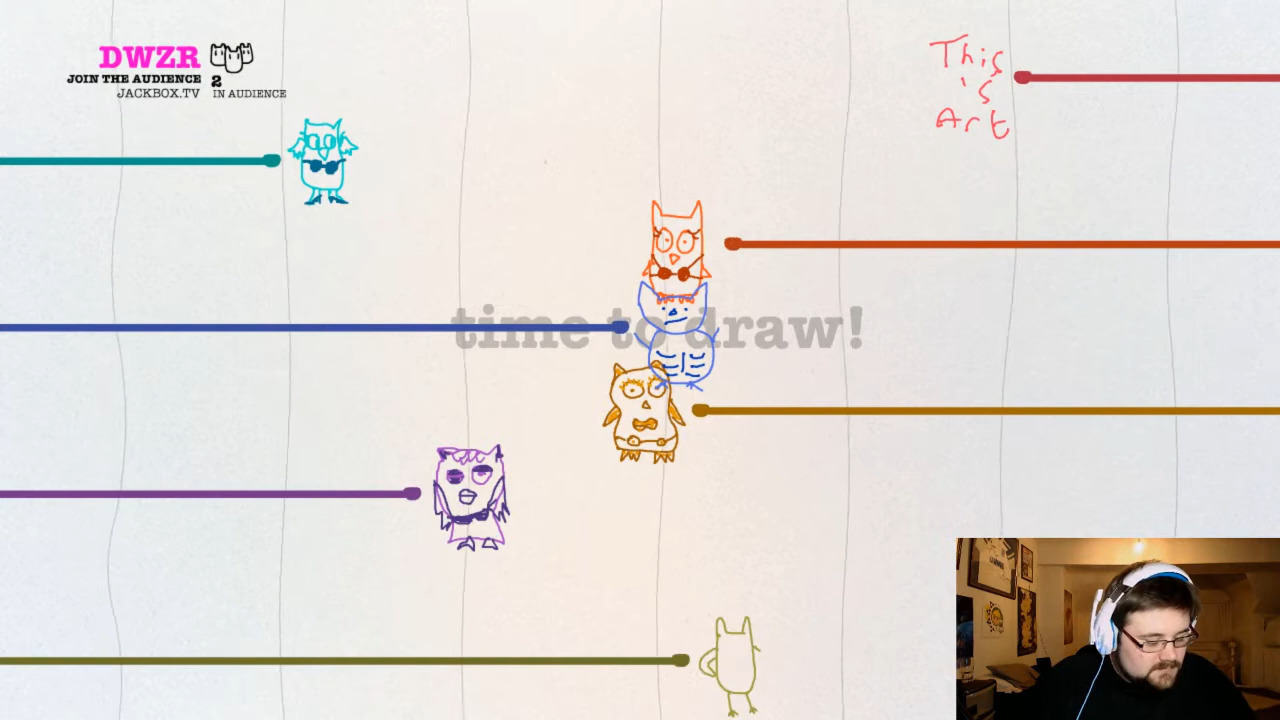 DWZR
JOIN THE AUDIENCE
JACKBOX.TV
2
IN AUDIENCE
This
is
Art
time to draw!